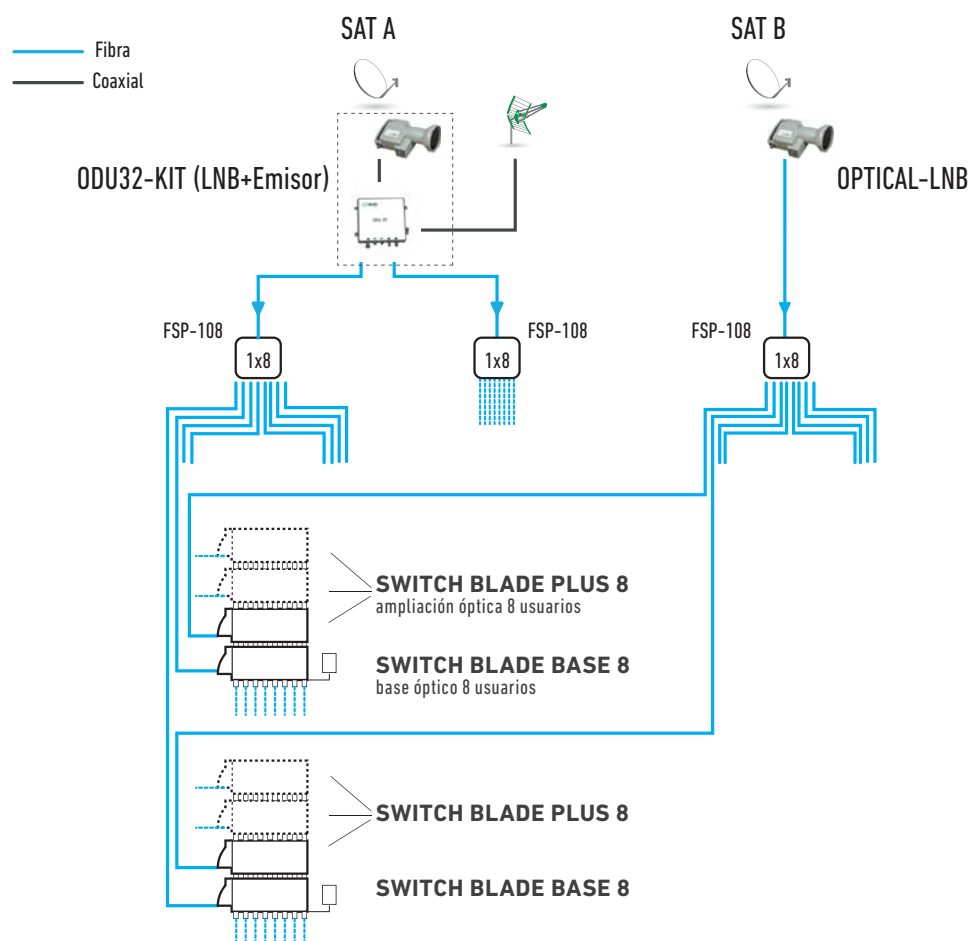 SAT A
SAT B
Fibra
Coaxial
ODU32-KIT (LNB+Emisor)
OPTICAL-LNB
FSP-108
FSP-108
FSP-108
1x8
1x8
1x8
SWITCH BLADE PLUS 8
ampliación óptica 8 usuarios
SWITCH BLADE BASE 8
base óptico 8 usuarios
SWITCH BLADE PLUS 8
SWITCH BLADE BASE 8